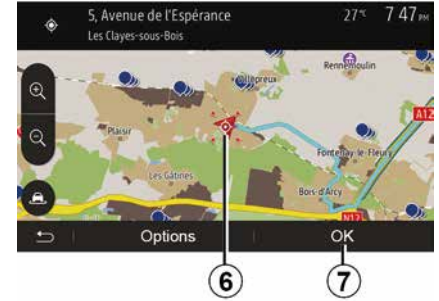 5, Avenue de l'Espérance
27°C
7 47 PM
Les Clayes-sous-Bois
Rennemoulin
Villepreux
A12
Plaisir
Fontenay-le-Fleury
Les Gâtines
Bois-d'Arcy
N12
Options
OK
6
7